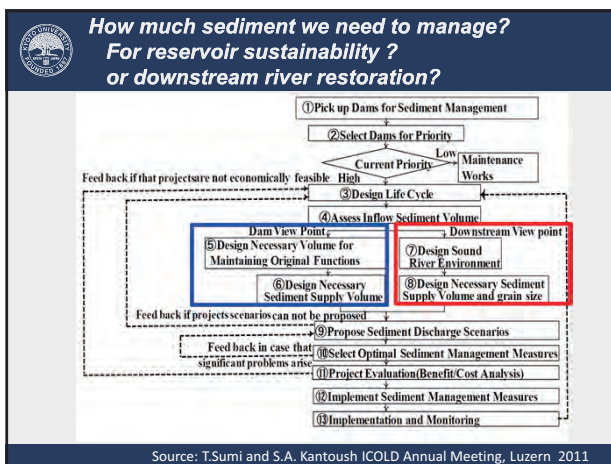 KYOTO UNIVERSITY
FOUNDED 1897
How much sediment we need to manage?
For reservoir sustainability ?
or downstream river restoration?
①Pick up Dams for Sediment Management
②Select Dams for Priority
Low
Current Priority
Maintenance
Works
Feed back if that projectsare not economically feasible
High
③Design Life Cycle
④Assess Inflow Sediment Volume
Dam View Point
Downstream View point
⑤Design Necessary Volume for
Maintaining Original Functions
⑦Design Sound
River Environment
⑥Design Necessary
Sediment Supply Volume
⑧Design Necessary Sediment
Supply Volume and grain size
Feed back if projects scenarios can not be proposed
⑨Propose Sediment Discharge Scenarios
Feed back in case that
significant problems arise
⑩Select Optimal Sediment Management Measures
⑪Project Evaluation(Benefit/Cost Analysis)
⑫Implement Sediment Management Measures
⑬Implementation and Monitoring
Source: T.Sumi and S.A. Kantoush ICOLD Annual Meeting, Luzern 2011